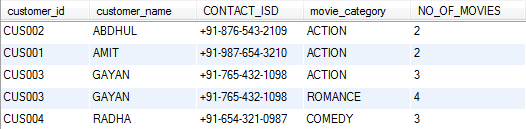 customer_id customer_name CONTACT_ISD movie_category NO_OF_MOVIES
CUS002 ABDHUL +91-876-543-2109 ACTION 2
CUS001 AMIT +91-987-654-3210 ACTION 2
CUS003 GAYAN +91-765-432-1098 ACTION 3
CUS003 GAYAN +91-765-432-1098 ROMANCE 4
CUS004 RADHA +91-654-321-0987 COMEDY 3